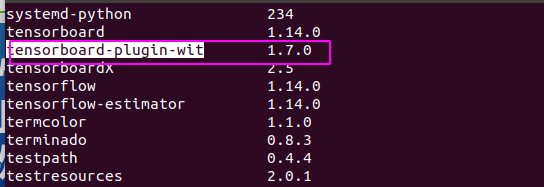 systemd-python 234
tensorboard 1.14.0
tensorboard-plugin-wit 1.7.0
tensorboardX 2.5
tensorflow 1.14.0
tensorflow-estimator 1.14.0
termcolor 1.1.0
terminado 0.8.3
testpath 0.4.4
testresources 2.0.1